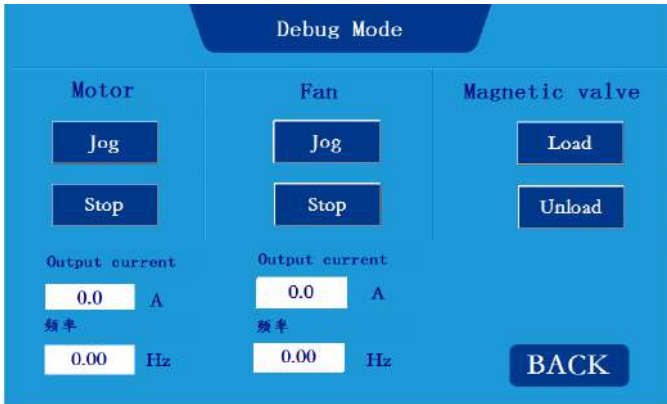 Debug Mode
Motor Fan Magnetic valve
Jog Jog Load
Stop Stop Unload
Output current Output current
0.0 A 0.0 A
频率 频率
0.00 Hz 0.00 Hz
BACK